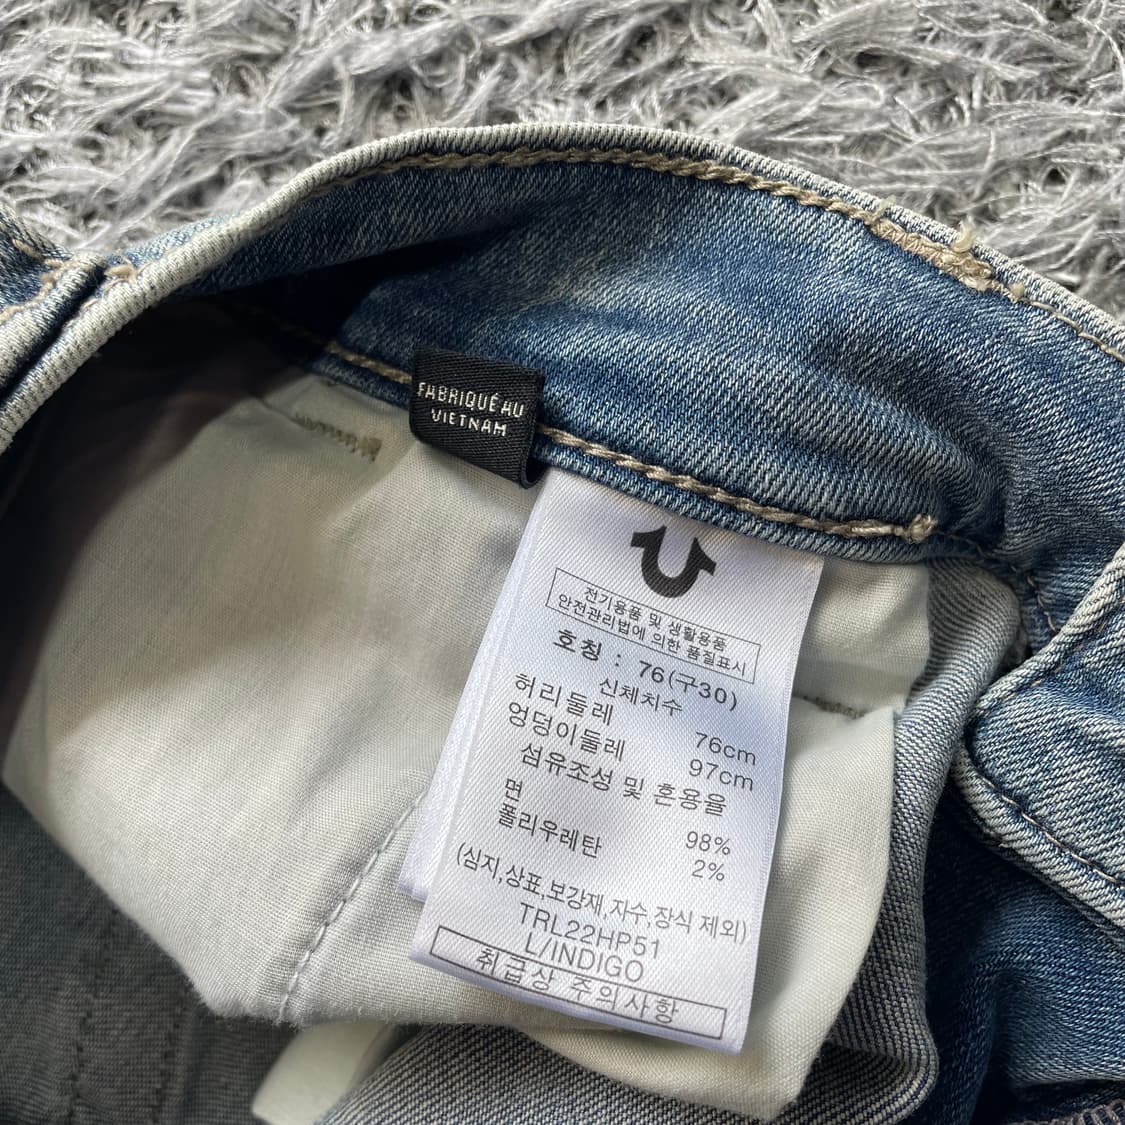 FABRIQUÉ AU
VIETNAM
전기용품 및 생활용품
안전관리법에 의한 품질표시
호칭 : 76(구30)
신체치수
허리둘레 76cm
엉덩이둘레 97cm
섬유조성 및 혼용율
면 98%
폴리우레탄 2%
(심지,상표,보강재,자수,장식 제외)
TRL22HP51
L/INDIGO
취급상 주의사항